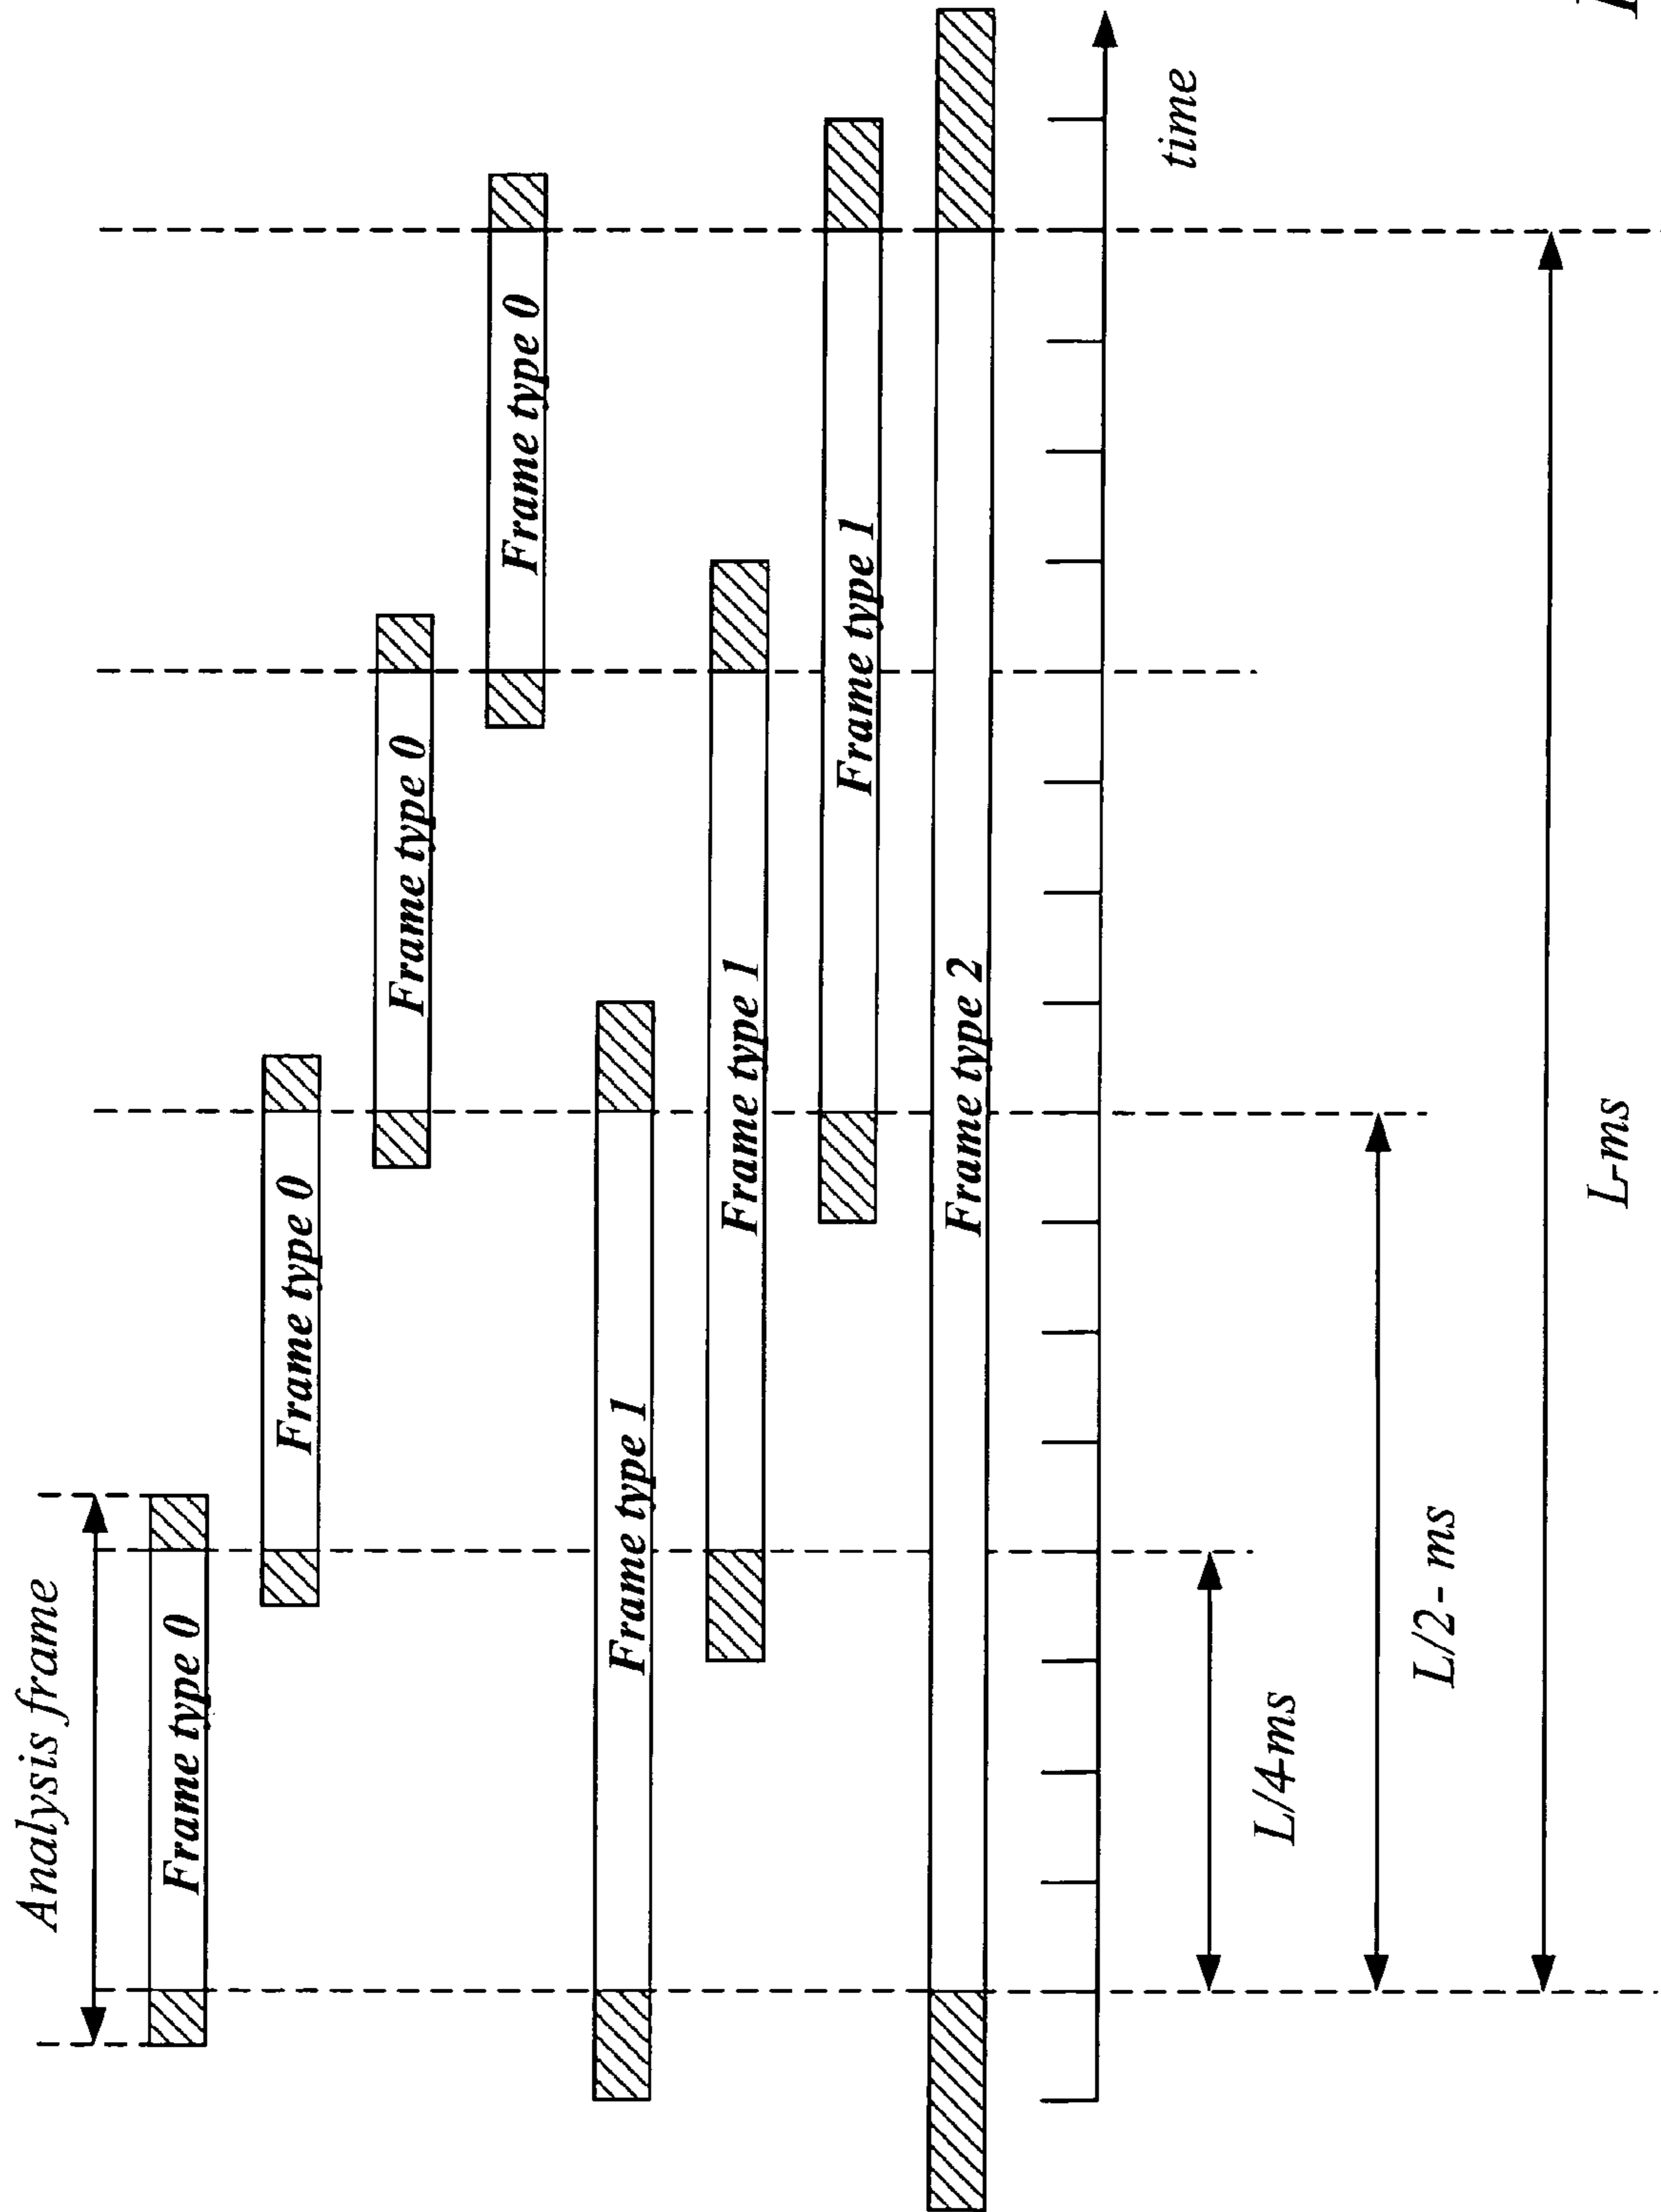 Analysis frame
Frame type 0
Frame type 0
Frame type 0
Frame type 0
Frame type 1
Frame type 1
Frame type 1
Frame type 2
time
L/4-ms
L/2- ms
L-ms